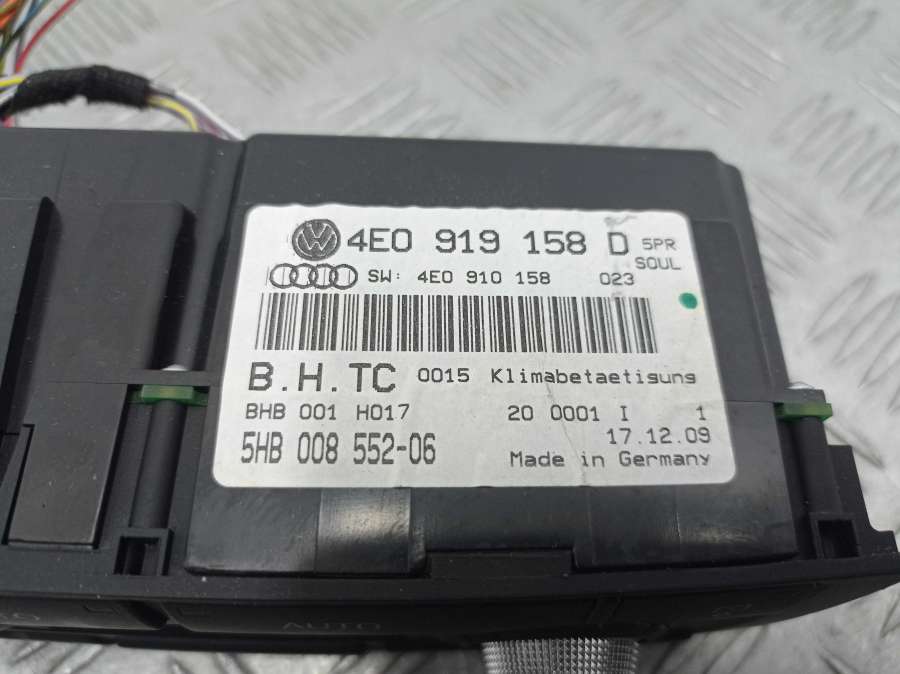 4E0 919 158 D 5PR
SOUL
SW: 4E0 910 158 023
B.H.TC 0015 Klimabetaetisuns
BHB 001 H017 20 0001 I 1
17.12.09
5HB 008 552-06 Made in Germany
AUTO